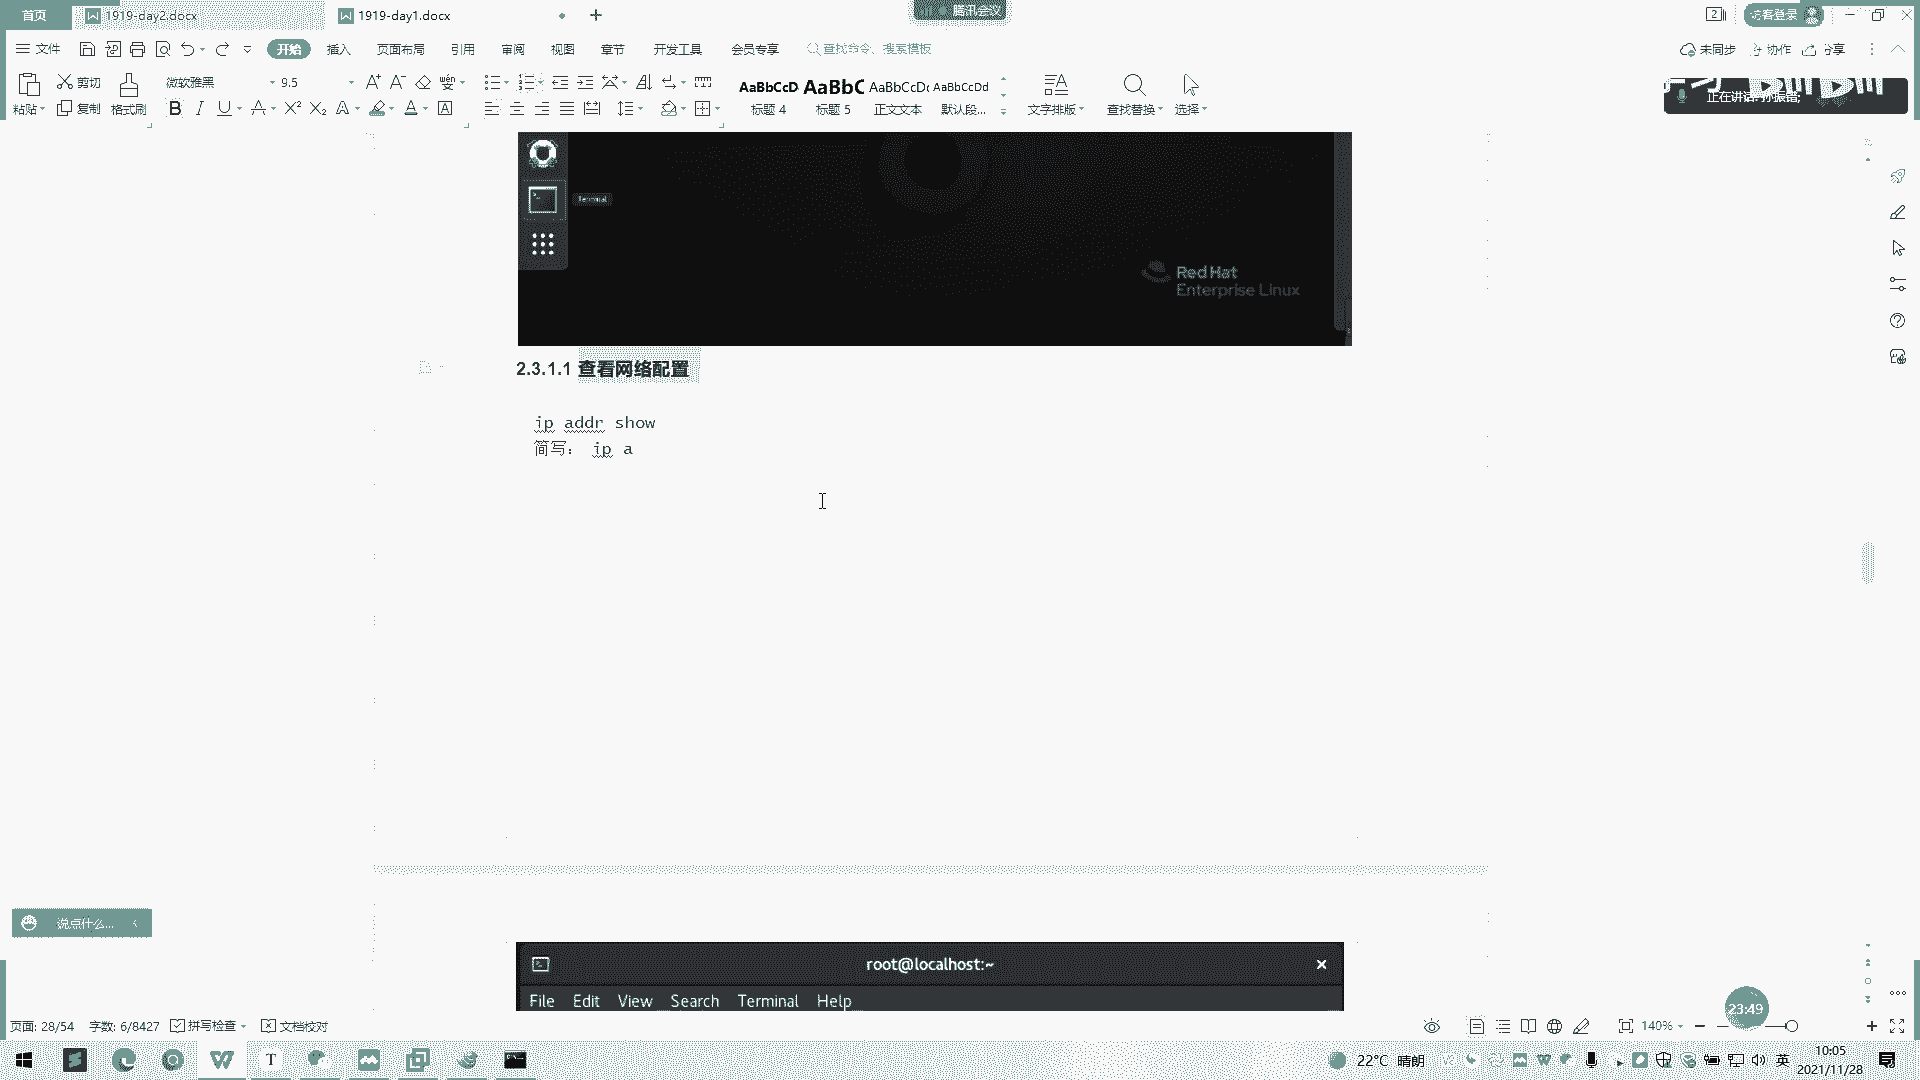 首页 1919-day2.docx 1919-day1.docx 腾讯会议 访客登录
文件 开始 插入 页面布局 引用 审阅 视图 章节 开发工具 会员专享 查找命令、搜索模板 未同步 协作 分享
剪切 微软雅黑 9.5 AaBbCcD AaBbC AaBbCcDd AaBbCcDd
粘贴 复制 格式刷 标题 4 标题 5 正文文本 默认段... 文字排版 查找替换 选择
Terminal
Red Hat
Enterprise Linux
2.3.1.1 查看网络配置
ip addr show
简写： ip a
说点什么...
root@localhost:~
File Edit View Search Terminal Help
23:49
页面: 28/54 字数: 6/8427 拼写检查 文档校对 140%
22°C 晴朗 英 10:05
2021/11/28